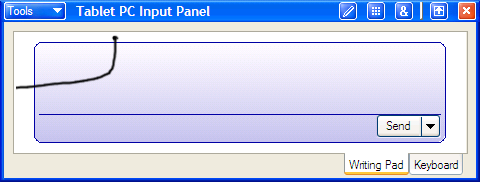 Tools Tablet PC Input Panel &
Send
Writing Pad Keyboard